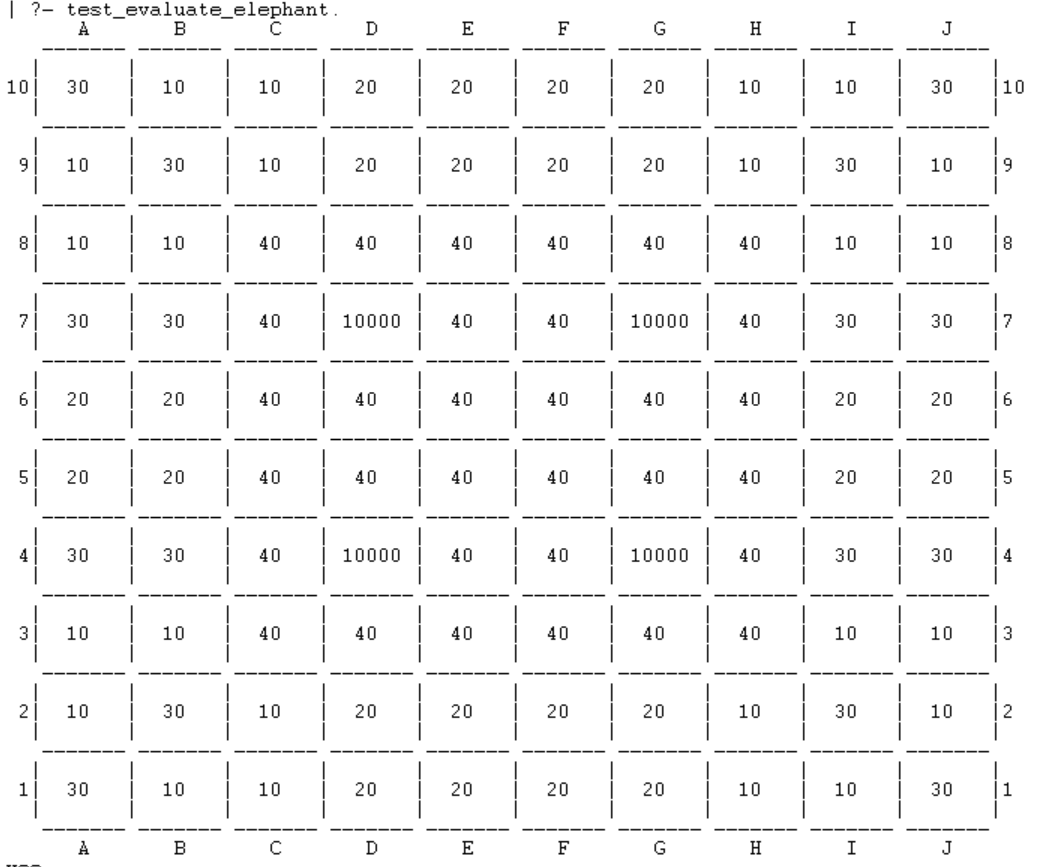 | ?- test_evaluate_elephant.
A B C D E F G H I J
10| 30 | 10 | 10 | 20 | 20 | 20 | 20 | 10 | 10 | 30 |10
9| 10 | 30 | 10 | 20 | 20 | 20 | 20 | 10 | 30 | 10 |9
8| 10 | 10 | 40 | 40 | 40 | 40 | 40 | 40 | 10 | 10 |8
7| 30 | 30 | 40 | 10000 | 40 | 40 | 10000 | 40 | 30 | 30 |7
6| 20 | 20 | 40 | 40 | 40 | 40 | 40 | 40 | 20 | 20 |6
5| 20 | 20 | 40 | 40 | 40 | 40 | 40 | 40 | 20 | 20 |5
4| 30 | 30 | 40 | 10000 | 40 | 40 | 10000 | 40 | 30 | 30 |4
3| 10 | 10 | 40 | 40 | 40 | 40 | 40 | 40 | 10 | 10 |3
2| 10 | 30 | 10 | 20 | 20 | 20 | 20 | 10 | 30 | 10 |2
1| 30 | 10 | 10 | 20 | 20 | 20 | 20 | 10 | 10 | 30 |1
A B C D E F G H I J